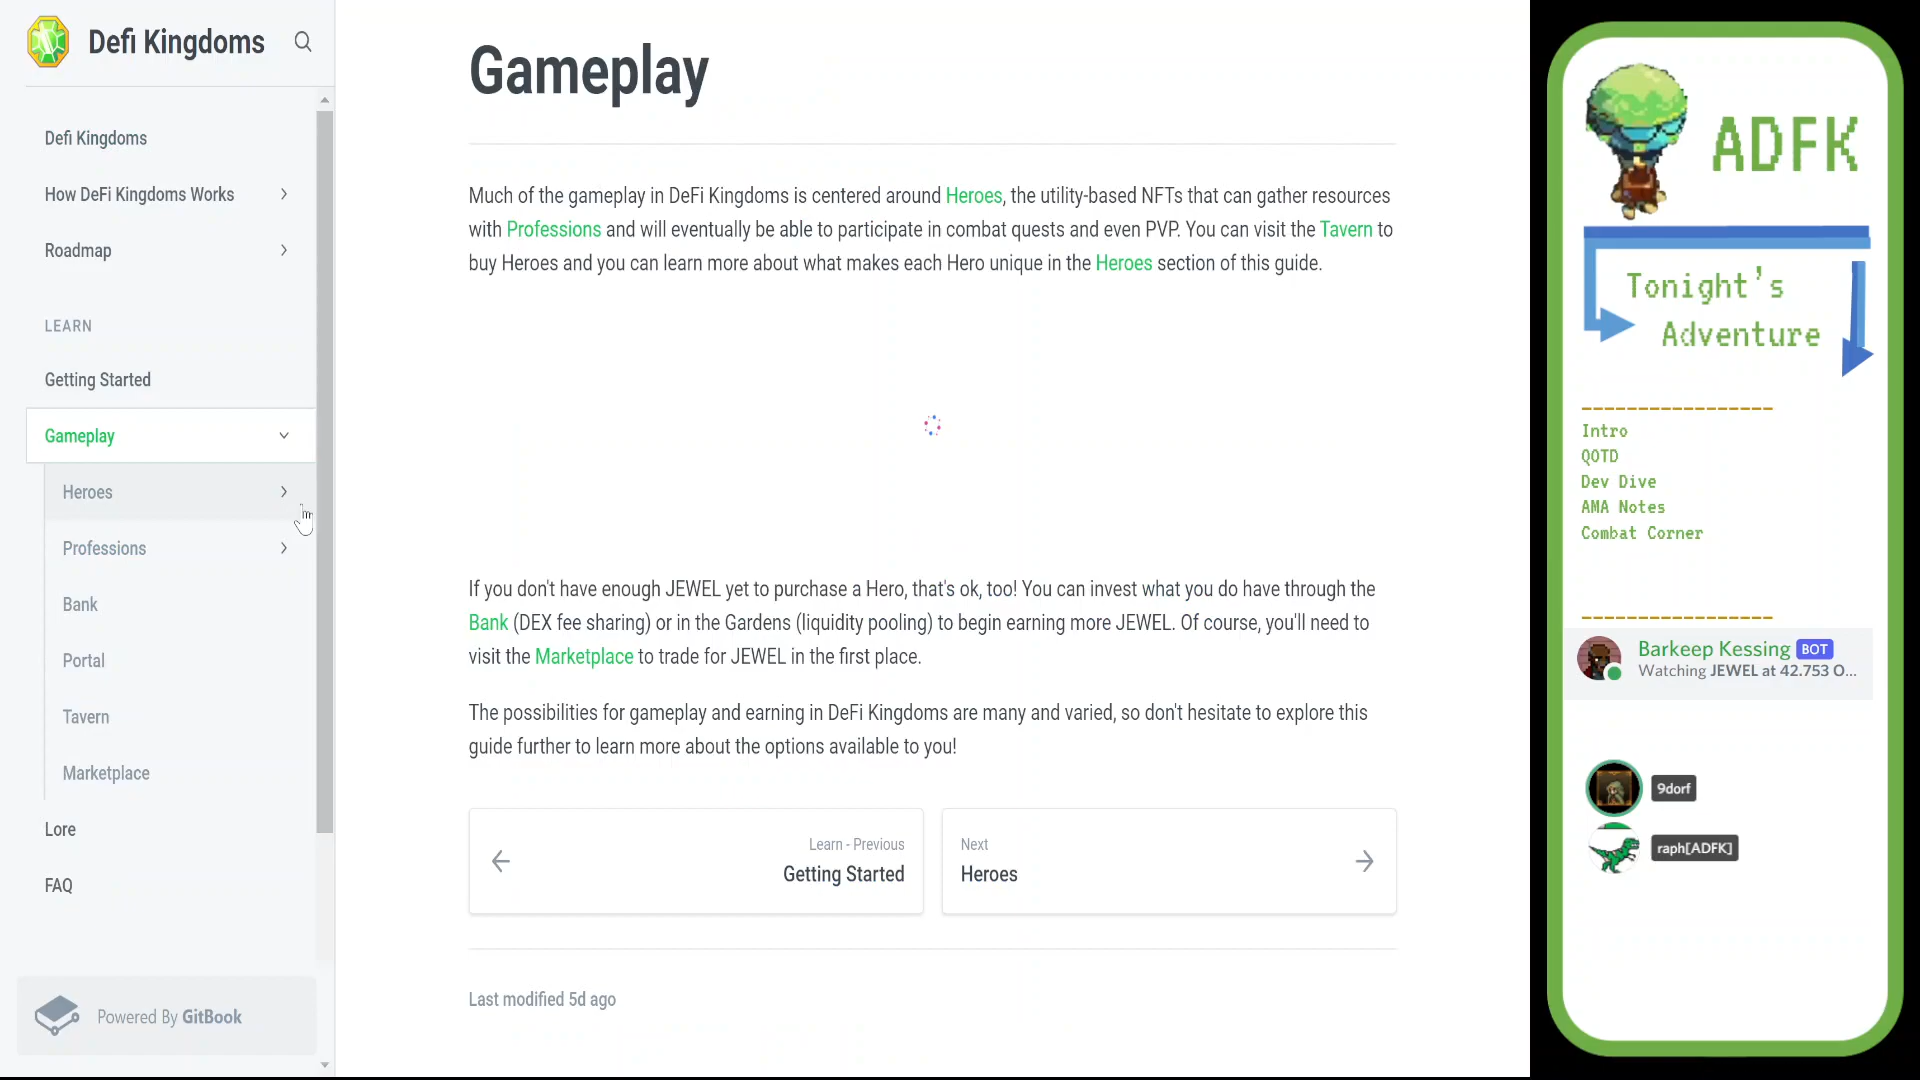 Defi Kingdoms
Defi Kingdoms
How DeFi Kingdoms Works
Roadmap
LEARN
Getting Started
Gameplay
Heroes
Professions
Bank
Portal
Tavern
Marketplace
Lore
FAQ
Powered By GitBook
Gameplay
Much of the gameplay in DeFi Kingdoms is centered around Heroes, the utility-based NFTs that can gather resources
with Professions and will eventually be able to participate in combat quests and even PVP. You can visit the Tavern to
buy Heroes and you can learn more about what makes each Hero unique in the Heroes section of this guide.
If you don't have enough JEWEL yet to purchase a Hero, that's ok, too! You can invest what you do have through the
Bank (DEX fee sharing) or in the Gardens (liquidity pooling) to begin earning more JEWEL. Of course, you'll need to
visit the Marketplace to trade for JEWEL in the first place.
The possibilities for gameplay and earning in DeFi Kingdoms are many and varied, so don't hesitate to explore this
guide further to learn more about the options available to you!
Learn - Previous
Getting Started
Next
Heroes
Last modified 5d ago
ADFK
Tonight's
Adventure
-----------------
Intro
QOTD
Dev Dive
AMA Notes
Combat Corner
-----------------
Barkeep Kessing BOT
Watching JEWEL at 42.753 O...
9dorf
raph[ADFK]